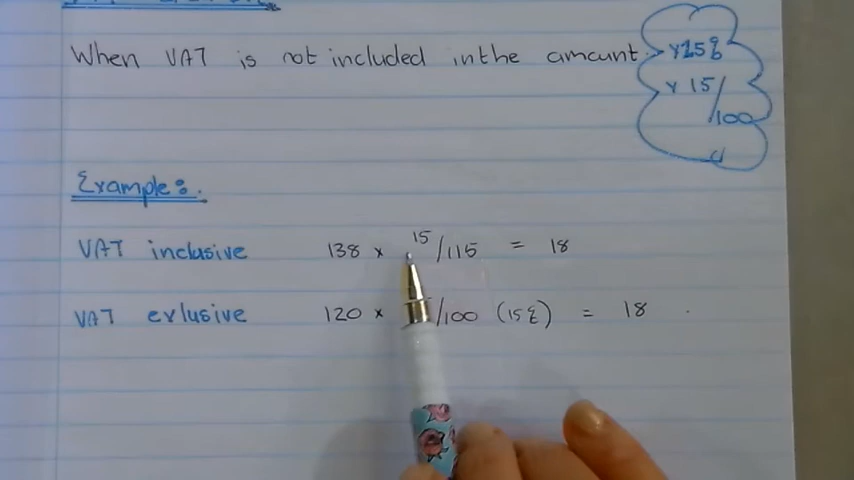 When VAT is not included in the amount. x15%
x 15/100
Example:.
VAT inclusive 138 x 15/115 = 18
VAT exlusive 120 x /100 (15%) = 18 .